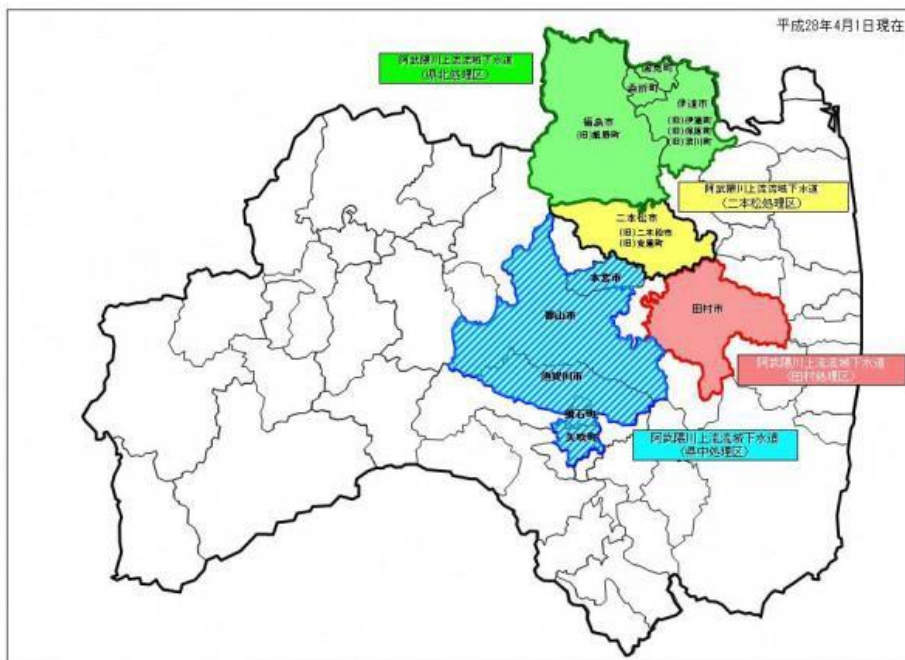 平成28年4月1日現在
阿武隈川上流流域下水道
(県北処理区)
国見町
桑折町
伊達市
(旧)伊達町
(旧)保原町
(旧)梁川町
福島市
(旧)飯野町
阿武隈川上流流域下水道
(二本松処理区)
二本松市
(旧)二本松市
(旧)安達町
本宮市
郡山市
田村市
阿武隈川上流流域下水道
(田村処理区)
須賀川市
鏡石町
矢吹町
阿武隈川上流流域下水道
(県中処理区)